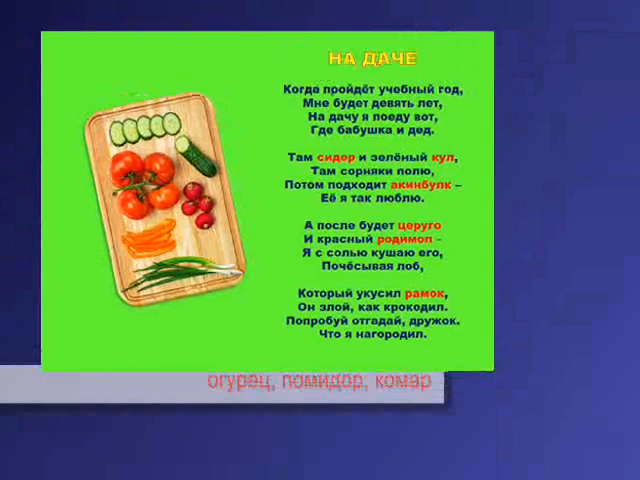 НА ДАЧЕ
Когда пройдёт учебный год,
Мне будет девять лет,
На дачу я поеду вот,
Где бабушка и дед.
Там сидер и зелёный кул,
Там сорняки полю,
Потом подходит акинбулк –
Её я так люблю.
А после будет церуго
И красный родимоп –
Я с солью кушаю его,
Почёсывая лоб,
Который укусил рамок,
Он злой, как крокодил.
Попробуй отгадай, дружок.
Что я нагородил.
огурец, помидор, комар